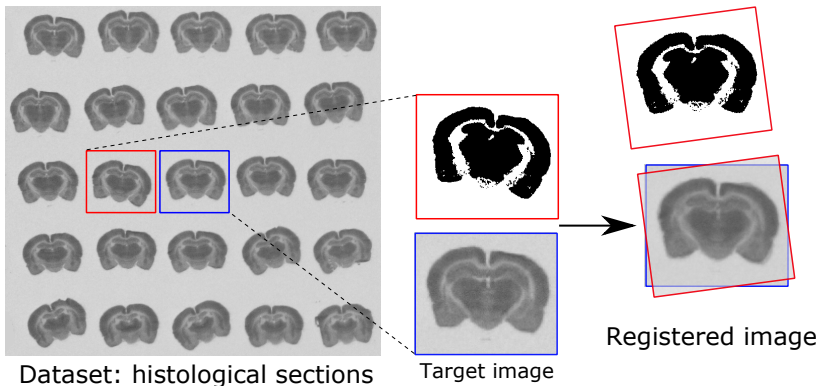 Dataset: histological sections
Target image
Registered image